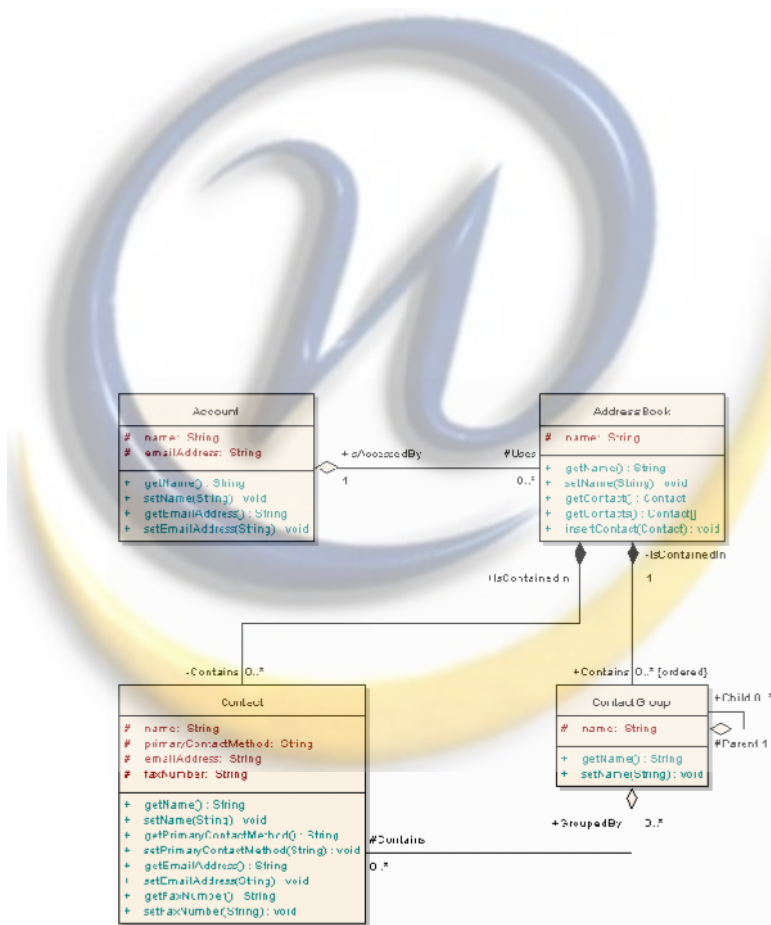 Account
# name: String
# emailAddress: String
+ getName() : String
+ setName(String) : void
+ getEmailAddress() : String
+ setEmailAddress(String) : void
+IsAccessedBy
1
#Uses
0..*
AddressBook
# name: String
+ getName() : String
+ setName(String) : void
+ getContact() : Contact
+ getContacts() : Contact[]
+ insertContact(Contact) : void
+IsContainedIn
-IsContainedIn
1
-Contains 0..*
+Contains 0..* {ordered}
Contact
# name: String
# primaryContactMethod: String
# emailAddress: String
# faxNumber: String
+ getName() : String
+ setName(String) : void
+ getPrimaryContactMethod() : String
+ setPrimaryContactMethod(String) : void
+ getEmailAddress() : String
+ setEmailAddress(String) : void
+ getFaxNumber() : String
+ setFaxNumber(String) : void
ContactGroup
# name: String
+ getName() : String
+ setName(String) : void
+Child 0..*
#Parent 1
+GroupedBy 0..*
#Contains
0..*